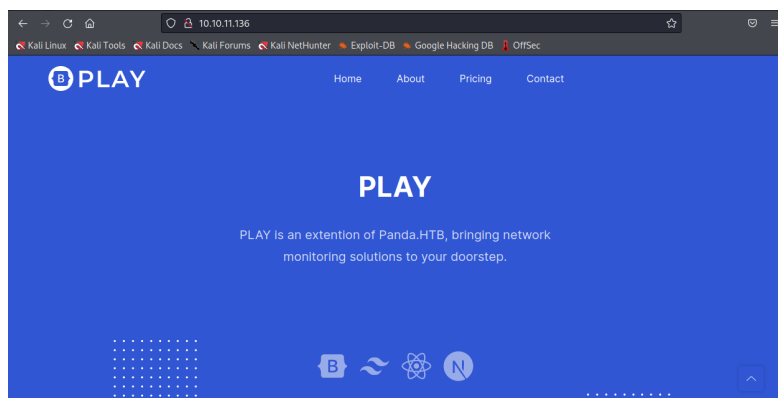 10.10.11.136
Kali Linux Kali Tools Kali Docs Kali Forums Kali NetHunter Exploit-DB Google Hacking DB OffSec
B PLAY Home About Pricing Contact
PLAY
PLAY is an extention of Panda.HTB, bringing network
monitoring solutions to your doorstep.
B N